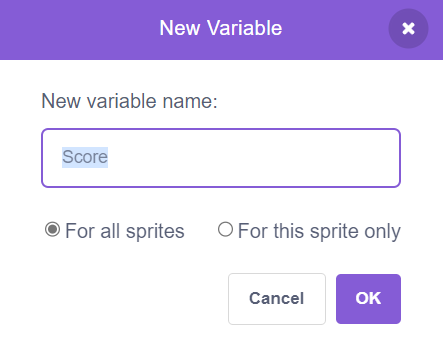 New Variable
New variable name:
Score
For all sprites For this sprite only
Cancel OK